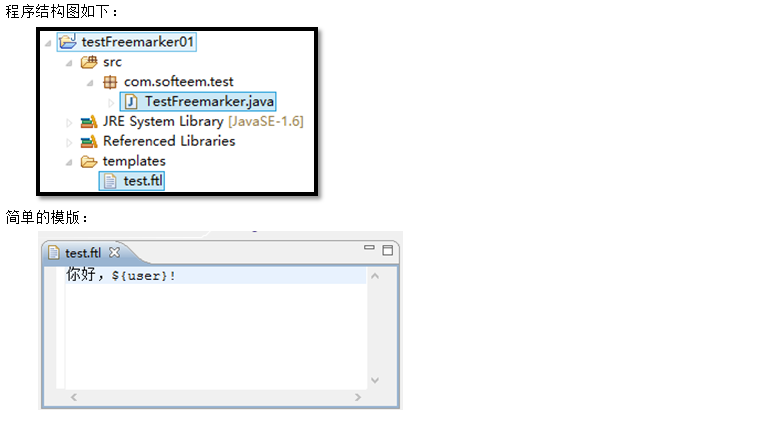 程序结构图如下：
testFreemarker01
src
com.softeem.test
TestFreemarker.java
JRE System Library [JavaSE-1.6]
Referenced Libraries
templates
test.ftl
简单的模版：
test.ftl
你好，${user}!